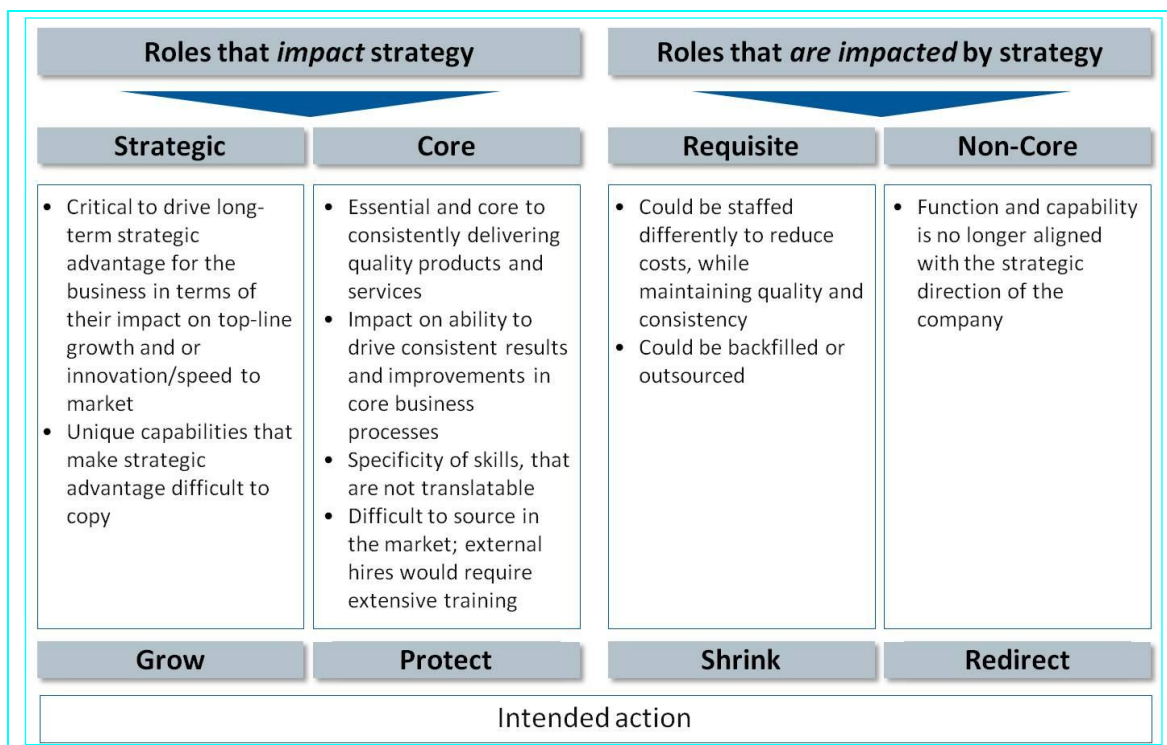 Roles that impact strategy
Roles that are impacted by strategy
Strategic
Core
Requisite
Non-Core
• Critical to drive long-
term strategic
advantage for the
business in terms of
their impact on top-line
growth and or
innovation/speed to
market
• Unique capabilities that
make strategic
advantage difficult to
copy
• Essential and core to
consistently delivering
quality products and
services
• Impact on ability to
drive consistent results
and improvements in
core business
processes
• Specificity of skills, that
are not translatable
• Difficult to source in
the market; external
hires would require
extensive training
• Could be staffed
differently to reduce
costs, while
maintaining quality and
consistency
• Could be backfilled or
outsourced
• Function and capability
is no longer aligned
with the strategic
direction of the
company
Grow
Protect
Shrink
Redirect
Intended action